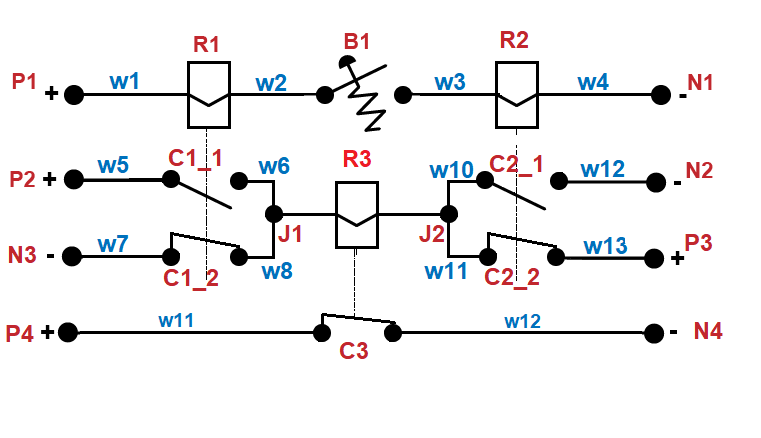 R1 B1 R2
P1 + w1 w2 w3 w4 - N1
C1_1 R3 C2_1
P2 + w5 w6 w10 w12 - N2
J1 J2
N3 - w7 w13 P3 +
C1_2 w8 w11 C2_2
w11 w12
P4 + - N4
C3